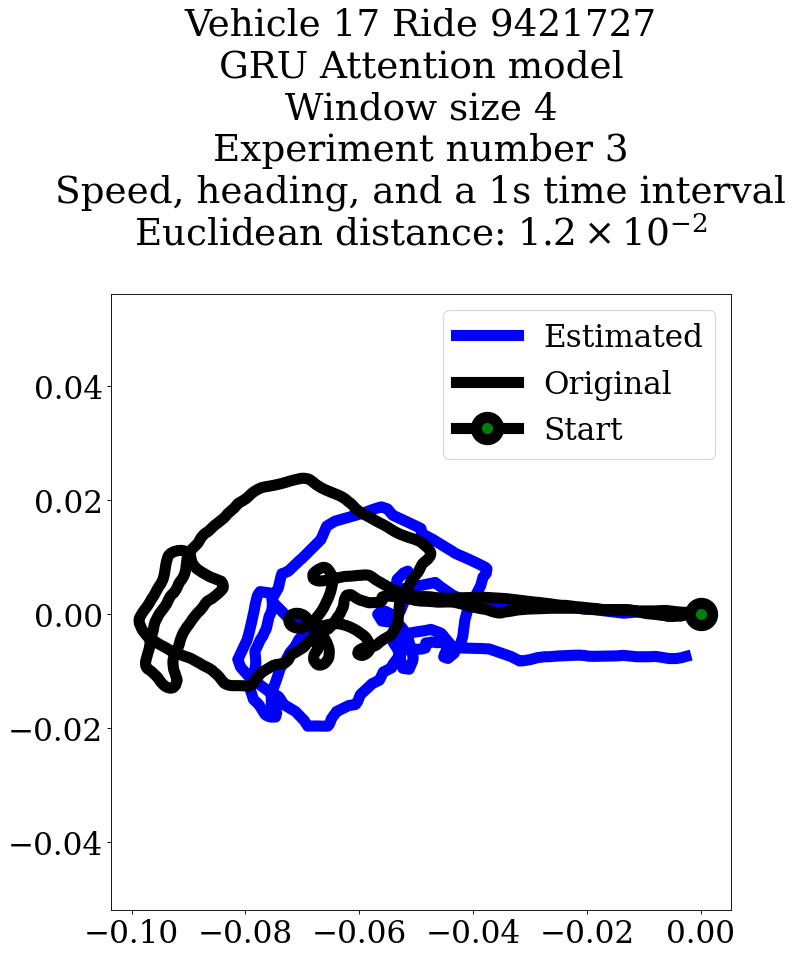 Vehicle 17 Ride 9421727
GRU Attention model
Window size 4
Experiment number 3
Speed, heading, and a 1s time interval
Euclidean distance: 1.2 × 10⁻²
Estimated
Original
Start
0.04
0.02
0.00
−0.02
−0.04
−0.10 −0.08 −0.06 −0.04 −0.02 0.00